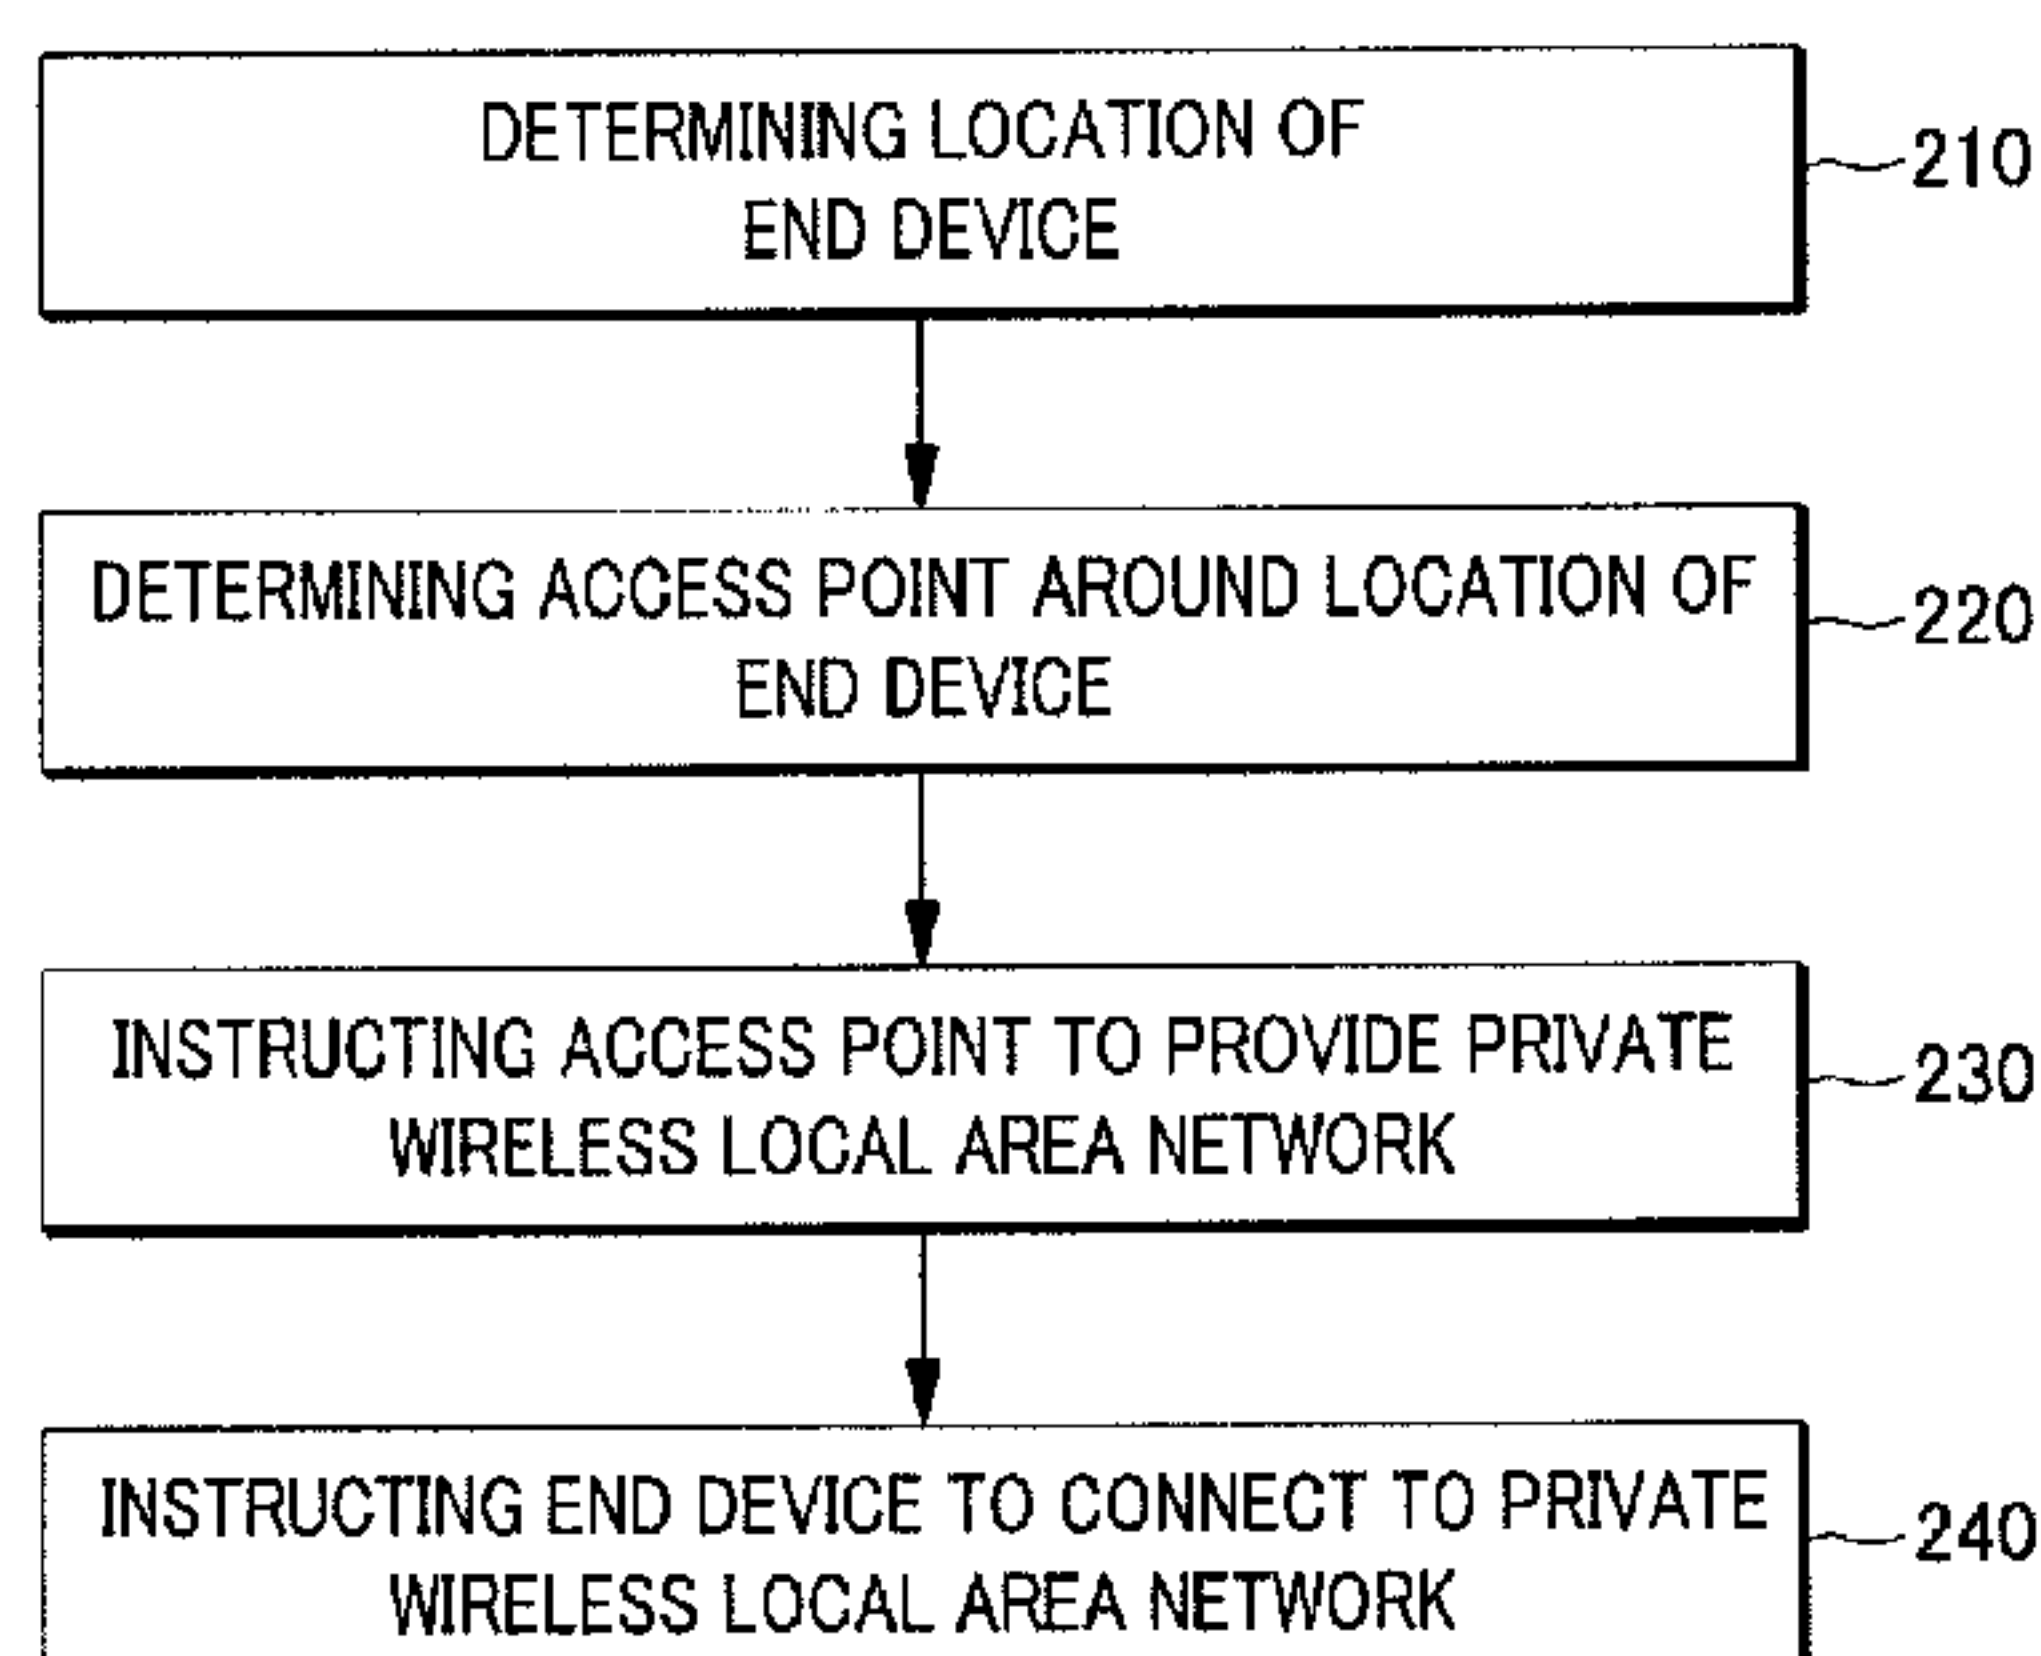 DETERMINING LOCATION OF
END DEVICE
210
DETERMINING ACCESS POINT AROUND LOCATION OF
END DEVICE
220
INSTRUCTING ACCESS POINT TO PROVIDE PRIVATE
WIRELESS LOCAL AREA NETWORK
230
INSTRUCTING END DEVICE TO CONNECT TO PRIVATE
WIRELESS LOCAL AREA NETWORK
240